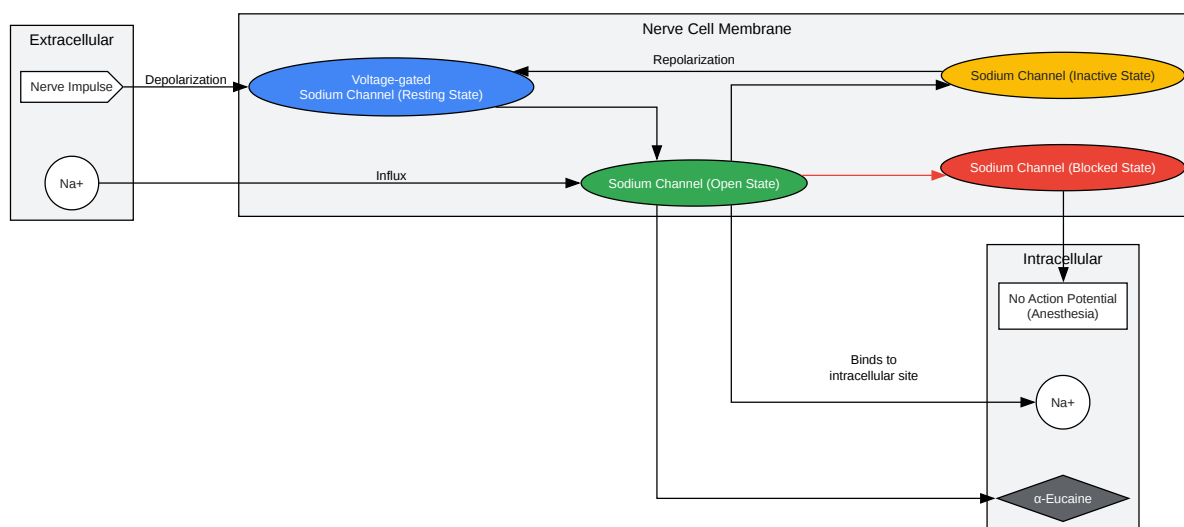 Nerve Cell Membrane
Extracellular
Repolarization
Depolarization
Nerve Impulse
Voltage-gated
Sodium Channel (Resting State)
Sodium Channel (Inactive State)
Na+
Influx
Sodium Channel (Open State)
Sodium Channel (Blocked State)
Intracellular
No Action Potential
(Anesthesia)
Binds to
intracellular site
Na+
α-Eucaine